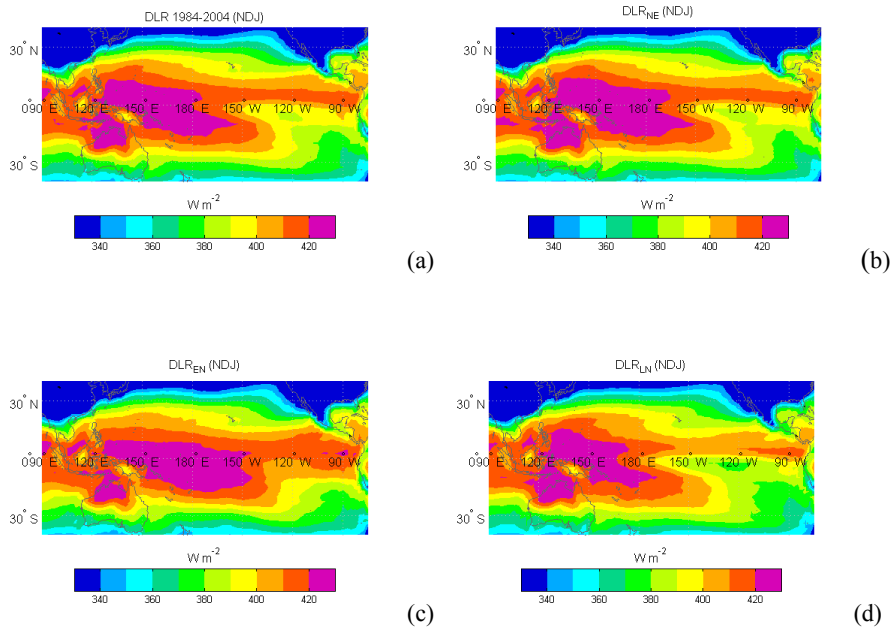 DLR 1984-2004 (NDJ)
30° N
090° E 120° E 150° E 180° E 150° W 120° W 90° W
30° S
W m-2
340 360 380 400 420
(a)
DLRNE (NDJ)
30° N
090° E 120° E 150° E 180° E 150° W 120° W 90° W
30° S
W m-2
340 360 380 400 420
(b)
DLREN (NDJ)
30° N
090° E 120° E 150° E 180° E 150° W 120° W 90° W
30° S
W m-2
340 360 380 400 420
(c)
DLRLN (NDJ)
30° N
090° E 120° E 150° E 180° E 150° W 120° W 90° W
30° S
W m-2
340 360 380 400 420
(d)